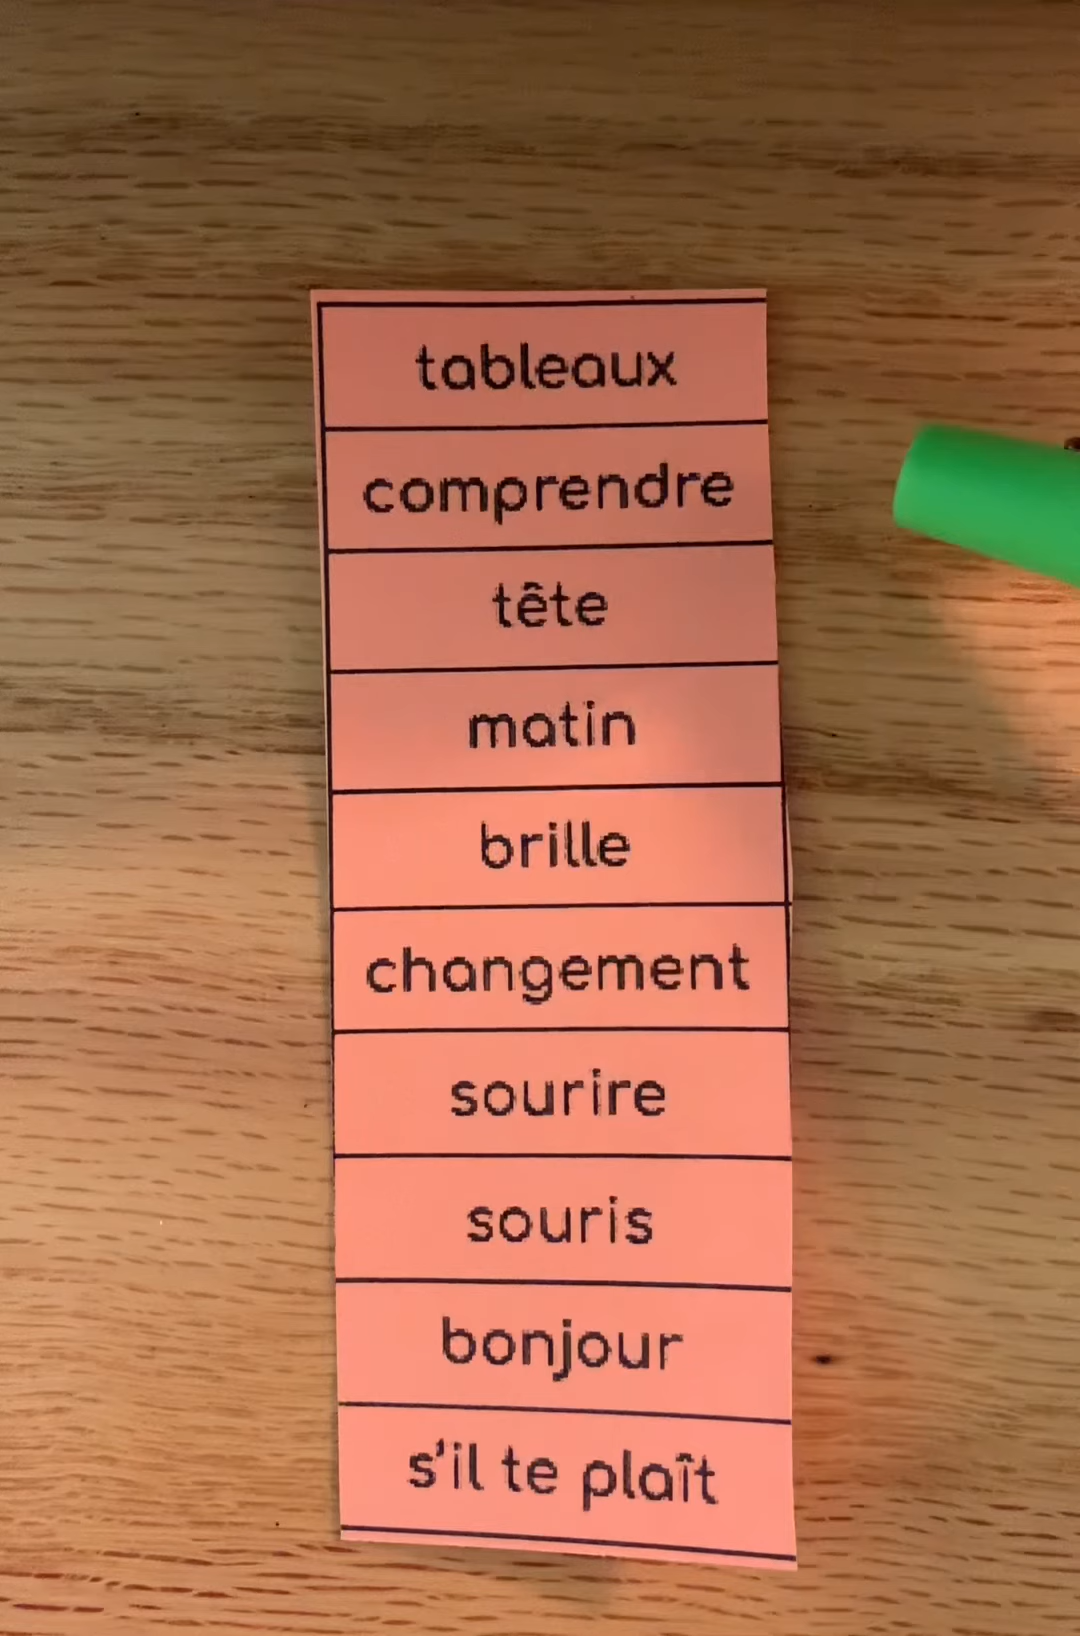 tableaux
comprendre
tête
matin
brille
changement
sourire
souris
bonjour
s'il te plaît